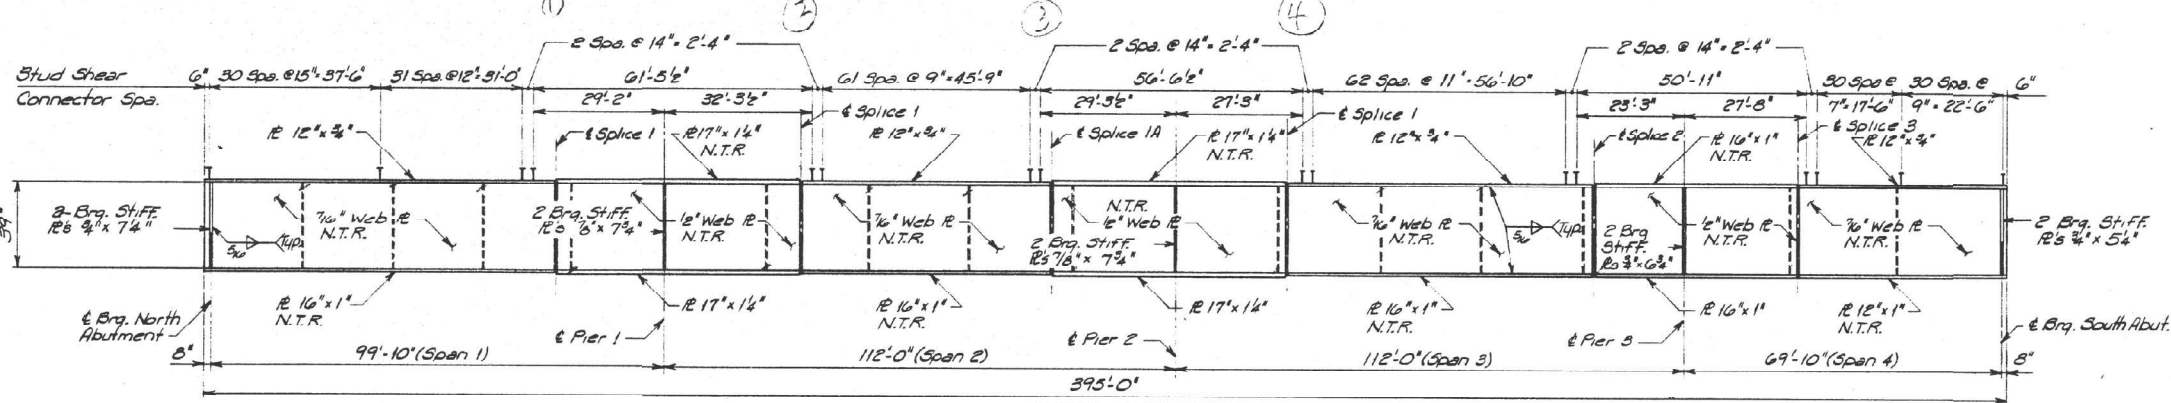 (1) (2) (3) (4)
2 Spa. @ 14" = 2'-4" 2 Spa. @ 14" = 2'-4" 2 Spa. @ 14" = 2'-4"
Stud Shear 6" 30 Spa. @ 15" = 37'-6" 31 Spa. @ 12" = 31'-0" 61'-5½" 61 Spa. @ 9" = 45'-9" 56'-6½" 62 Spa. @ 11" = 56'-10" 50'-11" 30 Spa @ 30 Spa. @ 6"
Connector Spa. 29'-2" 32'-3½" 29'-3½" 27'-3" 23'-3" 27'-8" 7" = 17'-6" 9" = 22'-6"
℄ Splice 1 ℄ Splice 1 ℄ Splice 3
℄ 12" x ¾" ℄ Splice 1 ℄ 17" x 1¼" ℄ 12" x ¾" ℄ Splice 1A ℄ 17" x 1¼" ℄ 12" x ¾" ℄ Splice 2 ℄ 16" x 1" ℄ 12" x ¾"
N.T.R. N.T.R. N.T.R.
39"
2-Brg. Stiff. 7/16" Web ℄ 2 Brg. Stiff. 1/2" Web ℄ 7/16" Web ℄ N.T.R. 7/16" Web ℄ 2 Brg 1/2" Web ℄ 7/16" Web ℄ 2 Brg. Stiff.
℄s ¾" x 7¼" N.T.R. ℄s 7/8" x 7¾" N.T.R. N.T.R. 1/2" Web ℄ N.T.R. Stiff. N.T.R. N.T.R. ℄s ¾" x 5¼"
5/16 Typ. 2 Brg. Stiff. 5/16 Typ. ℄s ¾" x 6¾"
℄s 7/8" x 7¾"
℄ 16" x 1" ℄ 17" x 1¼" ℄ 16" x 1" ℄ 17" x 1¼" ℄ 16" x 1" ℄ 16" x 1" ℄ 12" x 1"
N.T.R. N.T.R. N.T.R. N.T.R.
℄ Brg. North ℄ Pier 1 ℄ Pier 2 ℄ Pier 3 ℄ Brg. South Abut.
Abutment
8" 99'-10" (Span 1) 112'-0" (Span 2) 112'-0" (Span 3) 69'-10" (Span 4) 8"
395'-0"